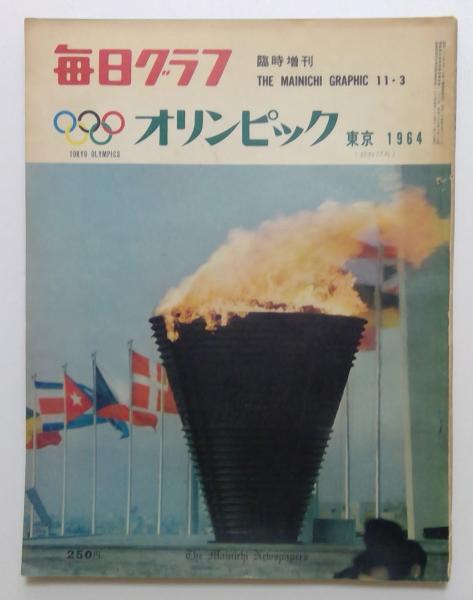 毎日グラフ
臨時増刊
THE MAINICHI GRAPHIC 11・3
オリンピック
東京 1964
TOKYO OLYMPICS
250円
The Mainichi Newspapers